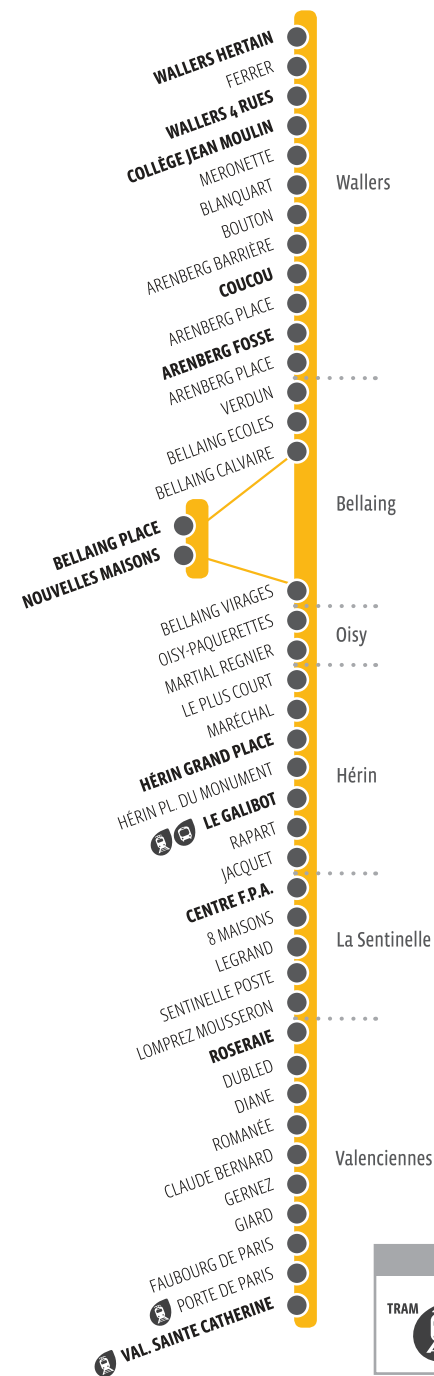 WALLERS HERTAIN
FERRER
WALLERS 4 RUES
COLLÈGE JEAN MOULIN
MERONETTE
BLANQUART
BOUTON
ARENBERG BARRIÈRE
COUCOU
ARENBERG PLACE
ARENBERG FOSSE
ARENBERG PLACE
Wallers
VERDUN
BELLAING ECOLES
BELLAING CALVAIRE
BELLAING PLACE
NOUVELLES MAISONS
BELLAING VIRAGES
Bellaing
OISY-PAQUERETTES
MARTIAL REGNIER
Oisy
LE PLUS COURT
MARÉCHAL
HÉRIN GRAND PLACE
HÉRIN PL. DU MONUMENT
LE GALIBOT
RAPART
JACQUET
Hérin
CENTRE F.P.A.
8 MAISONS
LEGRAND
SENTINELLE POSTE
LOMPREZ MOUSSERON
La Sentinelle
ROSERAIE
DUBLED
DIANE
ROMANÉE
CLAUDE BERNARD
GERNEZ
GIARD
FAUBOURG DE PARIS
PORTE DE PARIS
VAL. SAINTE CATHERINE
Valenciennes
TRAM